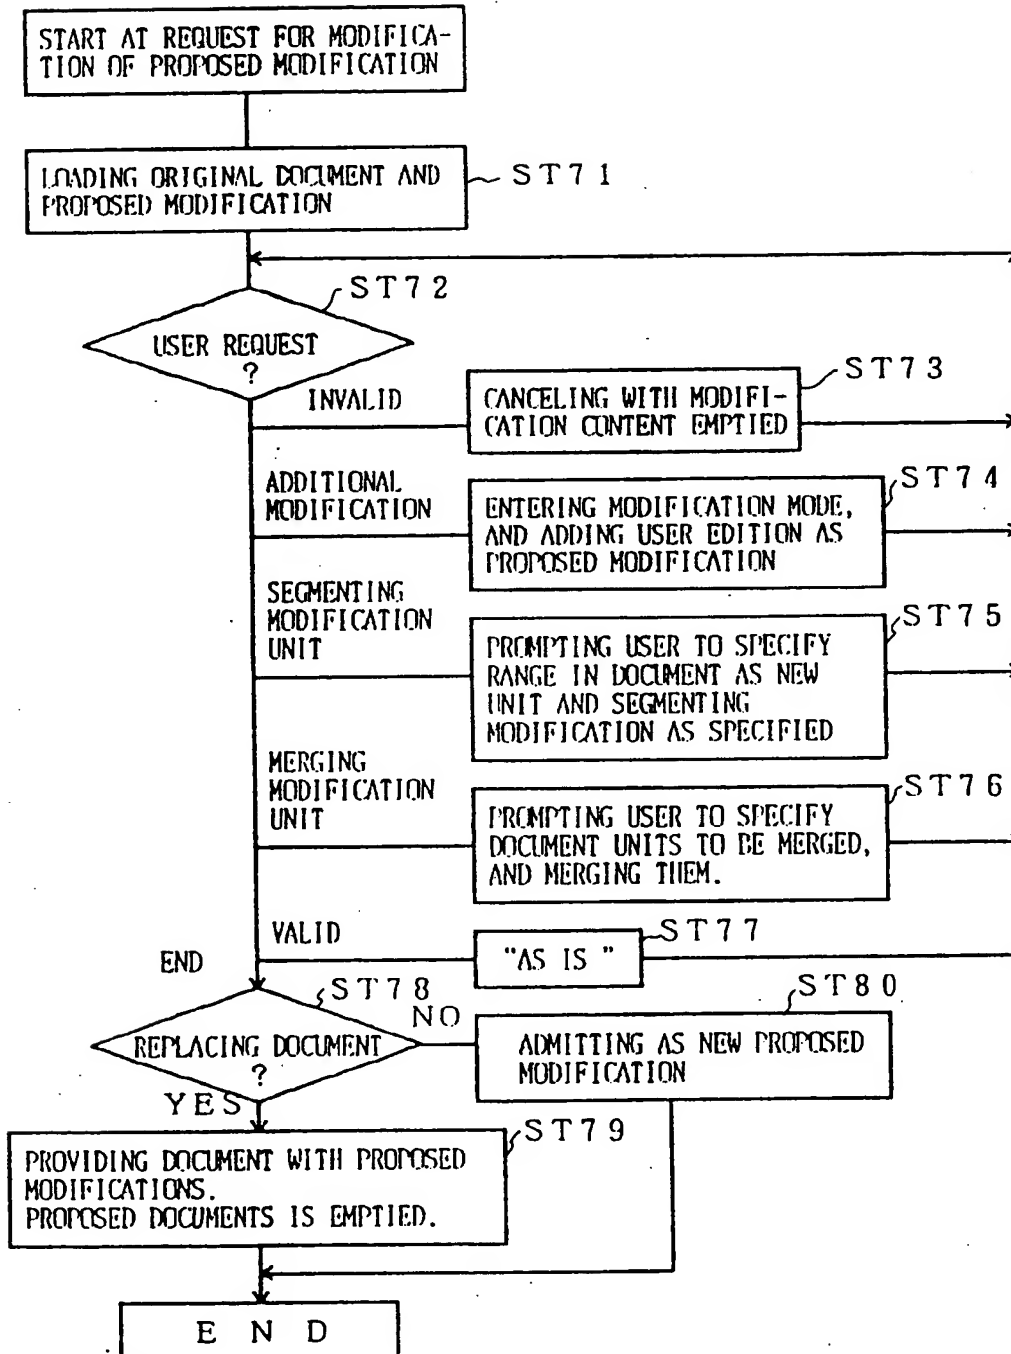 START AT REQUEST FOR MODIFICA-
TION OF PROPOSED MODIFICATION
LOADING ORIGINAL DOCUMENT AND
PROPOSED MODIFICATION
ST71
ST72
USER REQUEST
?
INVALID
CANCELING WITH MODIFI-
CATION CONTENT EMPTIED
ST73
ADDITIONAL
MODIFICATION
ENTERING MODIFICATION MODE,
AND ADDING USER EDITION AS
PROPOSED MODIFICATION
ST74
SEGMENTING
MODIFICATION
UNIT
PROMPTING USER TO SPECIFY
RANGE IN DOCUMENT AS NEW
UNIT AND SEGMENTING
MODIFICATION AS SPECIFIED
ST75
MERGING
MODIFICATION
UNIT
PROMPTING USER TO SPECIFY
DOCUMENT UNITS TO BE MERGED,
AND MERGING THEM.
ST76
VALID
"AS IS "
ST77
END
ST78
REPLACING DOCUMENT
?
NO
ADMITTING AS NEW PROPOSED
MODIFICATION
ST80
YES
PROVIDING DOCUMENT WITH PROPOSED
MODIFICATIONS.
PROPOSED DOCUMENTS IS EMPTIED.
ST79
END